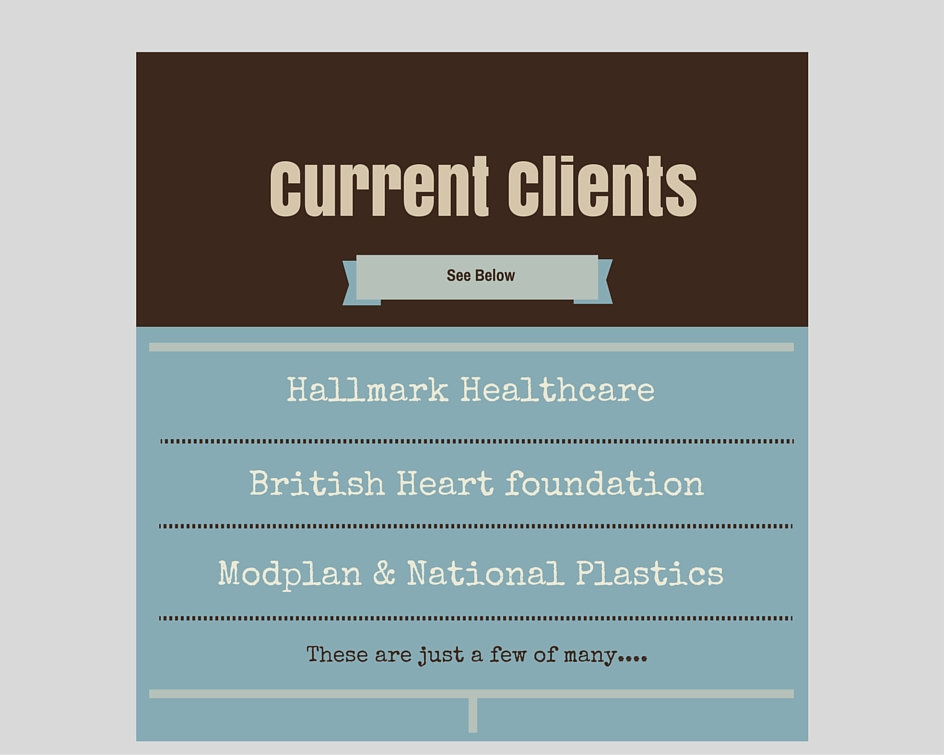 Current Clients
See Below
Hallmark Healthcare
British Heart foundation
Modplan & National Plastics
These are just a few of many....